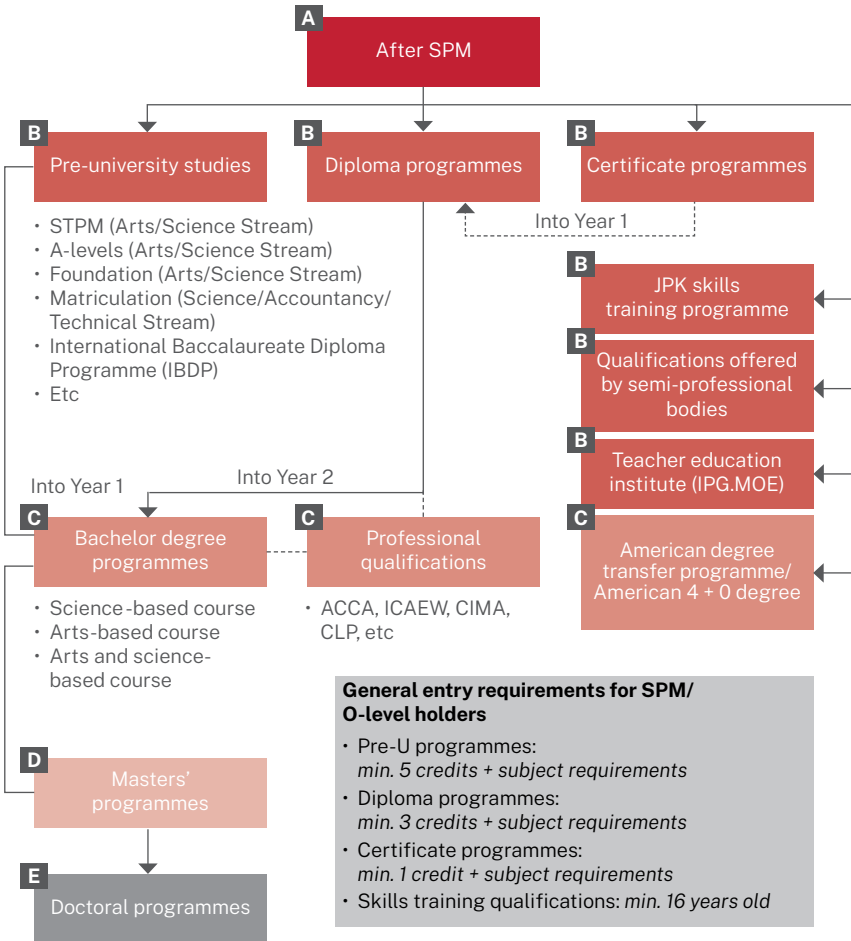 A
After SPM
B
Pre-university studies
B
Diploma programmes
B
Certificate programmes
• STPM (Arts/Science Stream)
• A-levels (Arts/Science Stream)
• Foundation (Arts/Science Stream)
• Matriculation (Science/Accountancy/
Technical Stream)
• International Baccalaureate Diploma
Programme (IBDP)
• Etc
Into Year 1
B
JPK skills
training programme
B
Qualifications offered
by semi-professional
bodies
B
Teacher education
institute (IPG.MOE)
C
American degree
transfer programme/
American 4 + 0 degree
Into Year 1
Into Year 2
C
Bachelor degree
programmes
C
Professional
qualifications
• Science-based course
• Arts-based course
• Arts and science-
based course
• ACCA, ICAEW, CIMA,
CLP, etc
D
Masters’
programmes
E
Doctoral programmes
General entry requirements for SPM/
O-level holders
• Pre-U programmes:
min. 5 credits + subject requirements
• Diploma programmes:
min. 3 credits + subject requirements
• Certificate programmes:
min. 1 credit + subject requirements
• Skills training qualifications: min. 16 years old